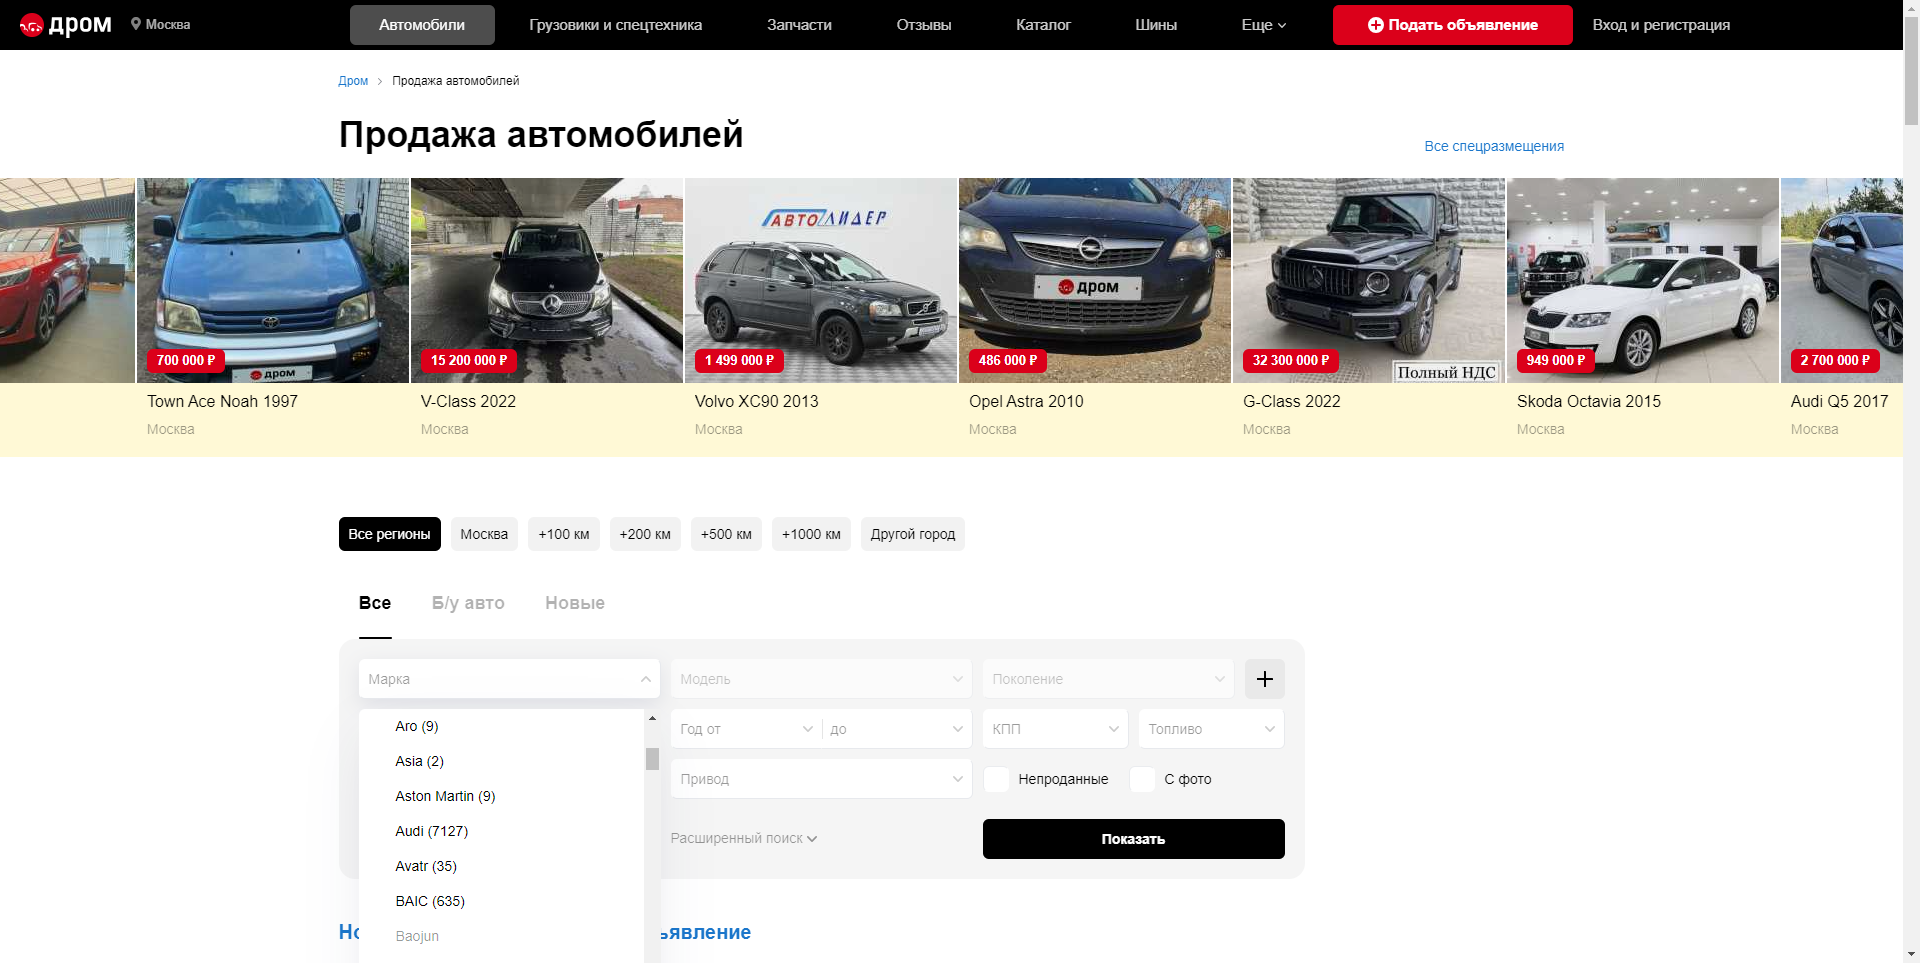 дром
Москва
Автомобили
Грузовики и спецтехника
Запчасти
Отзывы
Каталог
Шины
Еще
Подать объявление
Вход и регистрация
Дром
Продажа автомобилей
Продажа автомобилей
Все спецразмещения
АВТОЛИДЕР
дром
дром
Полный НДС
700 000 ₽
15 200 000 ₽
1 499 000 ₽
486 000 ₽
32 300 000 ₽
949 000 ₽
2 700 000 ₽
Town Ace Noah 1997
V-Class 2022
Volvo XC90 2013
Opel Astra 2010
G-Class 2022
Skoda Octavia 2015
Audi Q5 2017
Москва
Москва
Москва
Москва
Москва
Москва
Москва
Все регионы
Москва
+100 км
+200 км
+500 км
+1000 км
Другой город
Все
Б/у авто
Новые
Марка
Модель
Поколение
Aro (9)
Asia (2)
Aston Martin (9)
Audi (7127)
Avatr (35)
BAIC (635)
Baojun
Год от
до
КПП
Топливо
Привод
Непроданные
С фото
Расширенный поиск
Показать